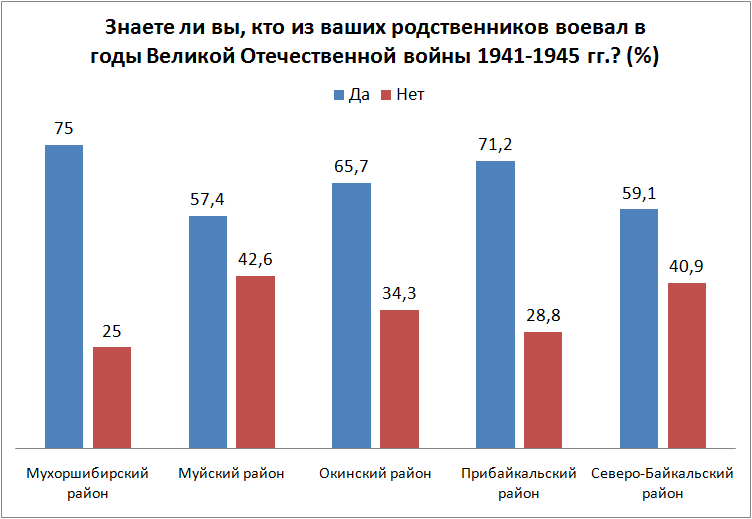 Знаете ли вы, кто из ваших родственников воевал в
годы Великой Отечественной войны 1941-1945 гг.? (%)
Да Нет
75
25
57,4
42,6
65,7
34,3
71,2
28,8
59,1
40,9
Мухоршибирский
район
Муйский район
Окинский район
Прибайкальский
район
Северо-Байкальский
район